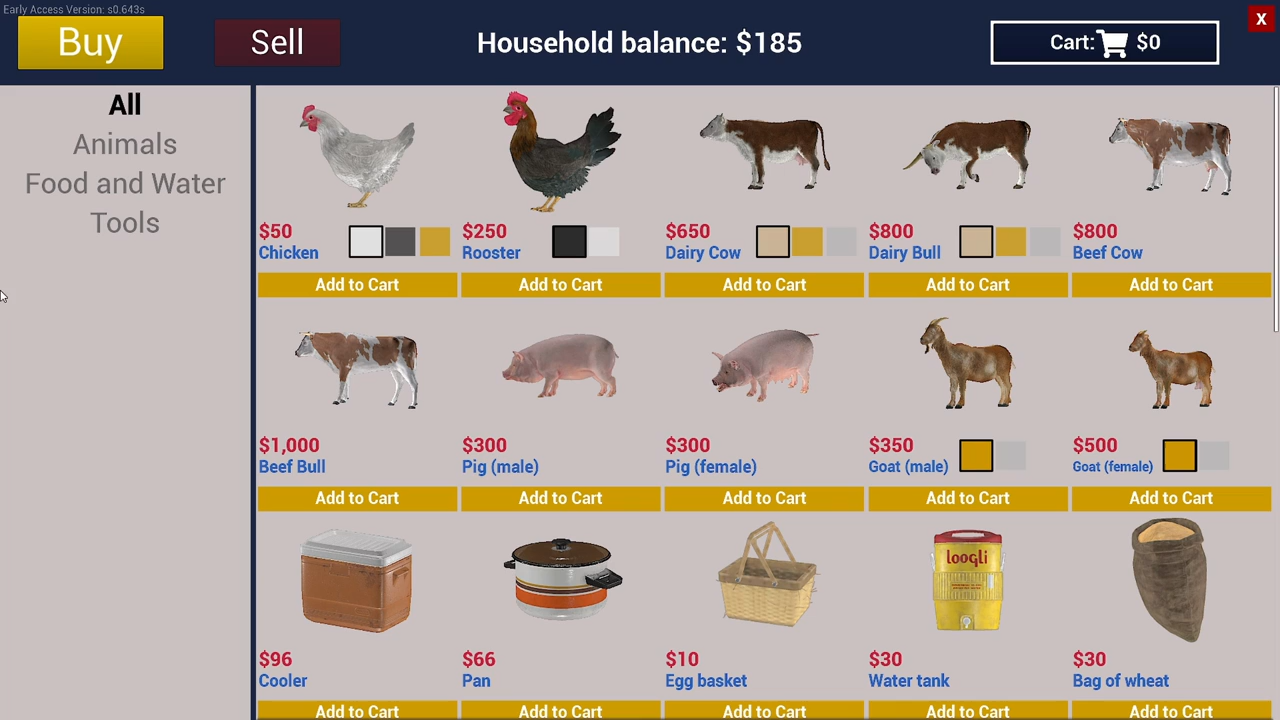 Early Access Version: s0.643s
Buy
Sell
Household balance: $185
Cart: $0
X
All
Animals
Food and Water
Tools
$50
Chicken
Add to Cart
$250
Rooster
Add to Cart
$650
Dairy Cow
Add to Cart
$800
Dairy Bull
Add to Cart
$800
Beef Cow
Add to Cart
$1,000
Beef Bull
Add to Cart
$300
Pig (male)
Add to Cart
$300
Pig (female)
Add to Cart
$350
Goat (male)
Add to Cart
$500
Goat (female)
Add to Cart
$96
Cooler
Add to Cart
$66
Pan
Add to Cart
$10
Egg basket
Add to Cart
loogli
$30
Water tank
Add to Cart
$30
Bag of wheat
Add to Cart